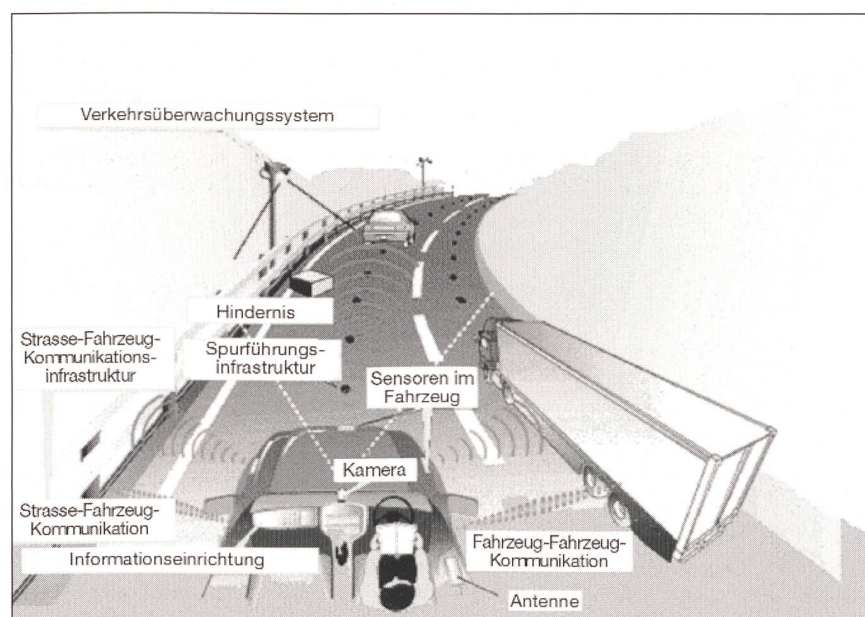 Verkehrsüberwachungssystem
Hindernis
Strasse-Fahrzeug-
Kommunikations-
infrastruktur
Spurführungs-
infrastruktur
Sensoren im
Fahrzeug
Kamera
Strasse-Fahrzeug-
Kommunikation
Informationseinrichtung
Fahrzeug-Fahrzeug-
Kommunikation
Antenne